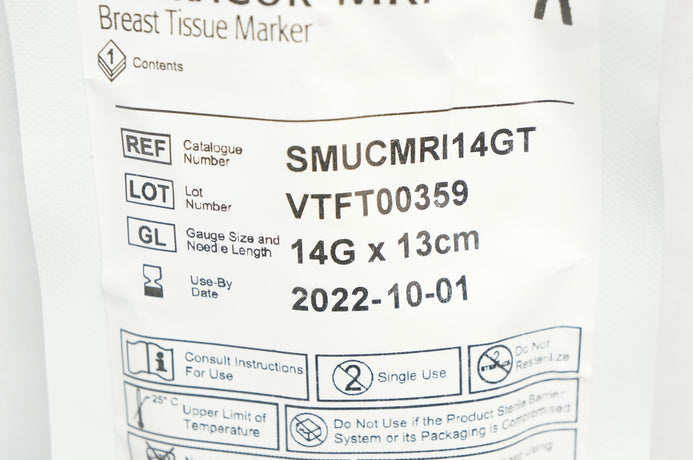 Breast Tissue Marker
1 Contents
REF Catalogue Number SMUCMRI14GT
LOT Lot Number VTFT00359
GL Gauge Size and Needle Length 14G x 13cm
Use-By Date 2022-10-01
i Consult Instructions For Use
2 Single Use
2 Do Not Resterilize
25° C Upper Limit of Temperature
Do Not Use if the Product Sterile Barrier
System or its Packaging is Compromised
Using